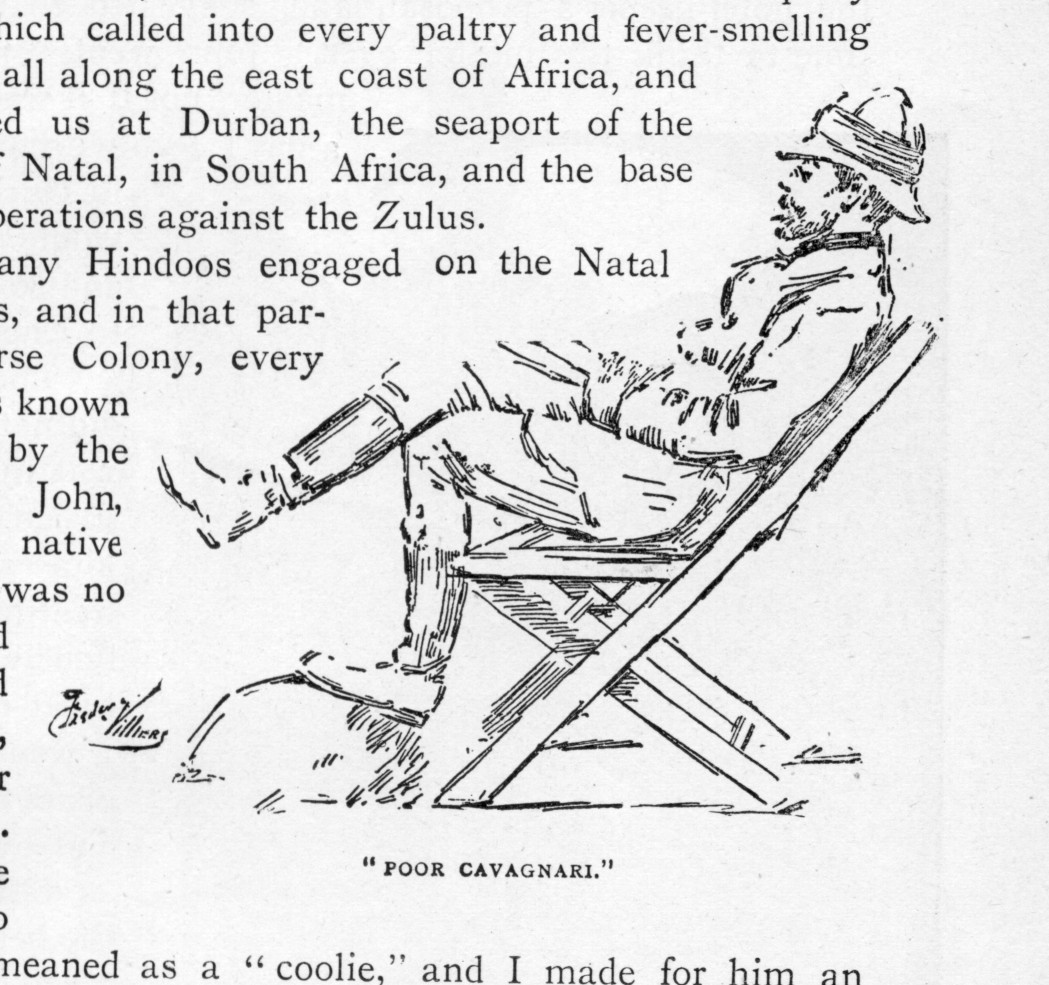 hich called into every paltry and fever-smelling
all along the east coast of Africa, and
ed us at Durban, the seaport of the
f Natal, in South Africa, and the base
perations against the Zulus.
any Hindoos engaged on the Natal
s, and in that par-
rse Colony, every
s known
by the
John,
native
was no
d
d
,
r
.
e
o
Frederic Villiers
"POOR CAVAGNARI."
meaned as a "coolie," and I made for him an